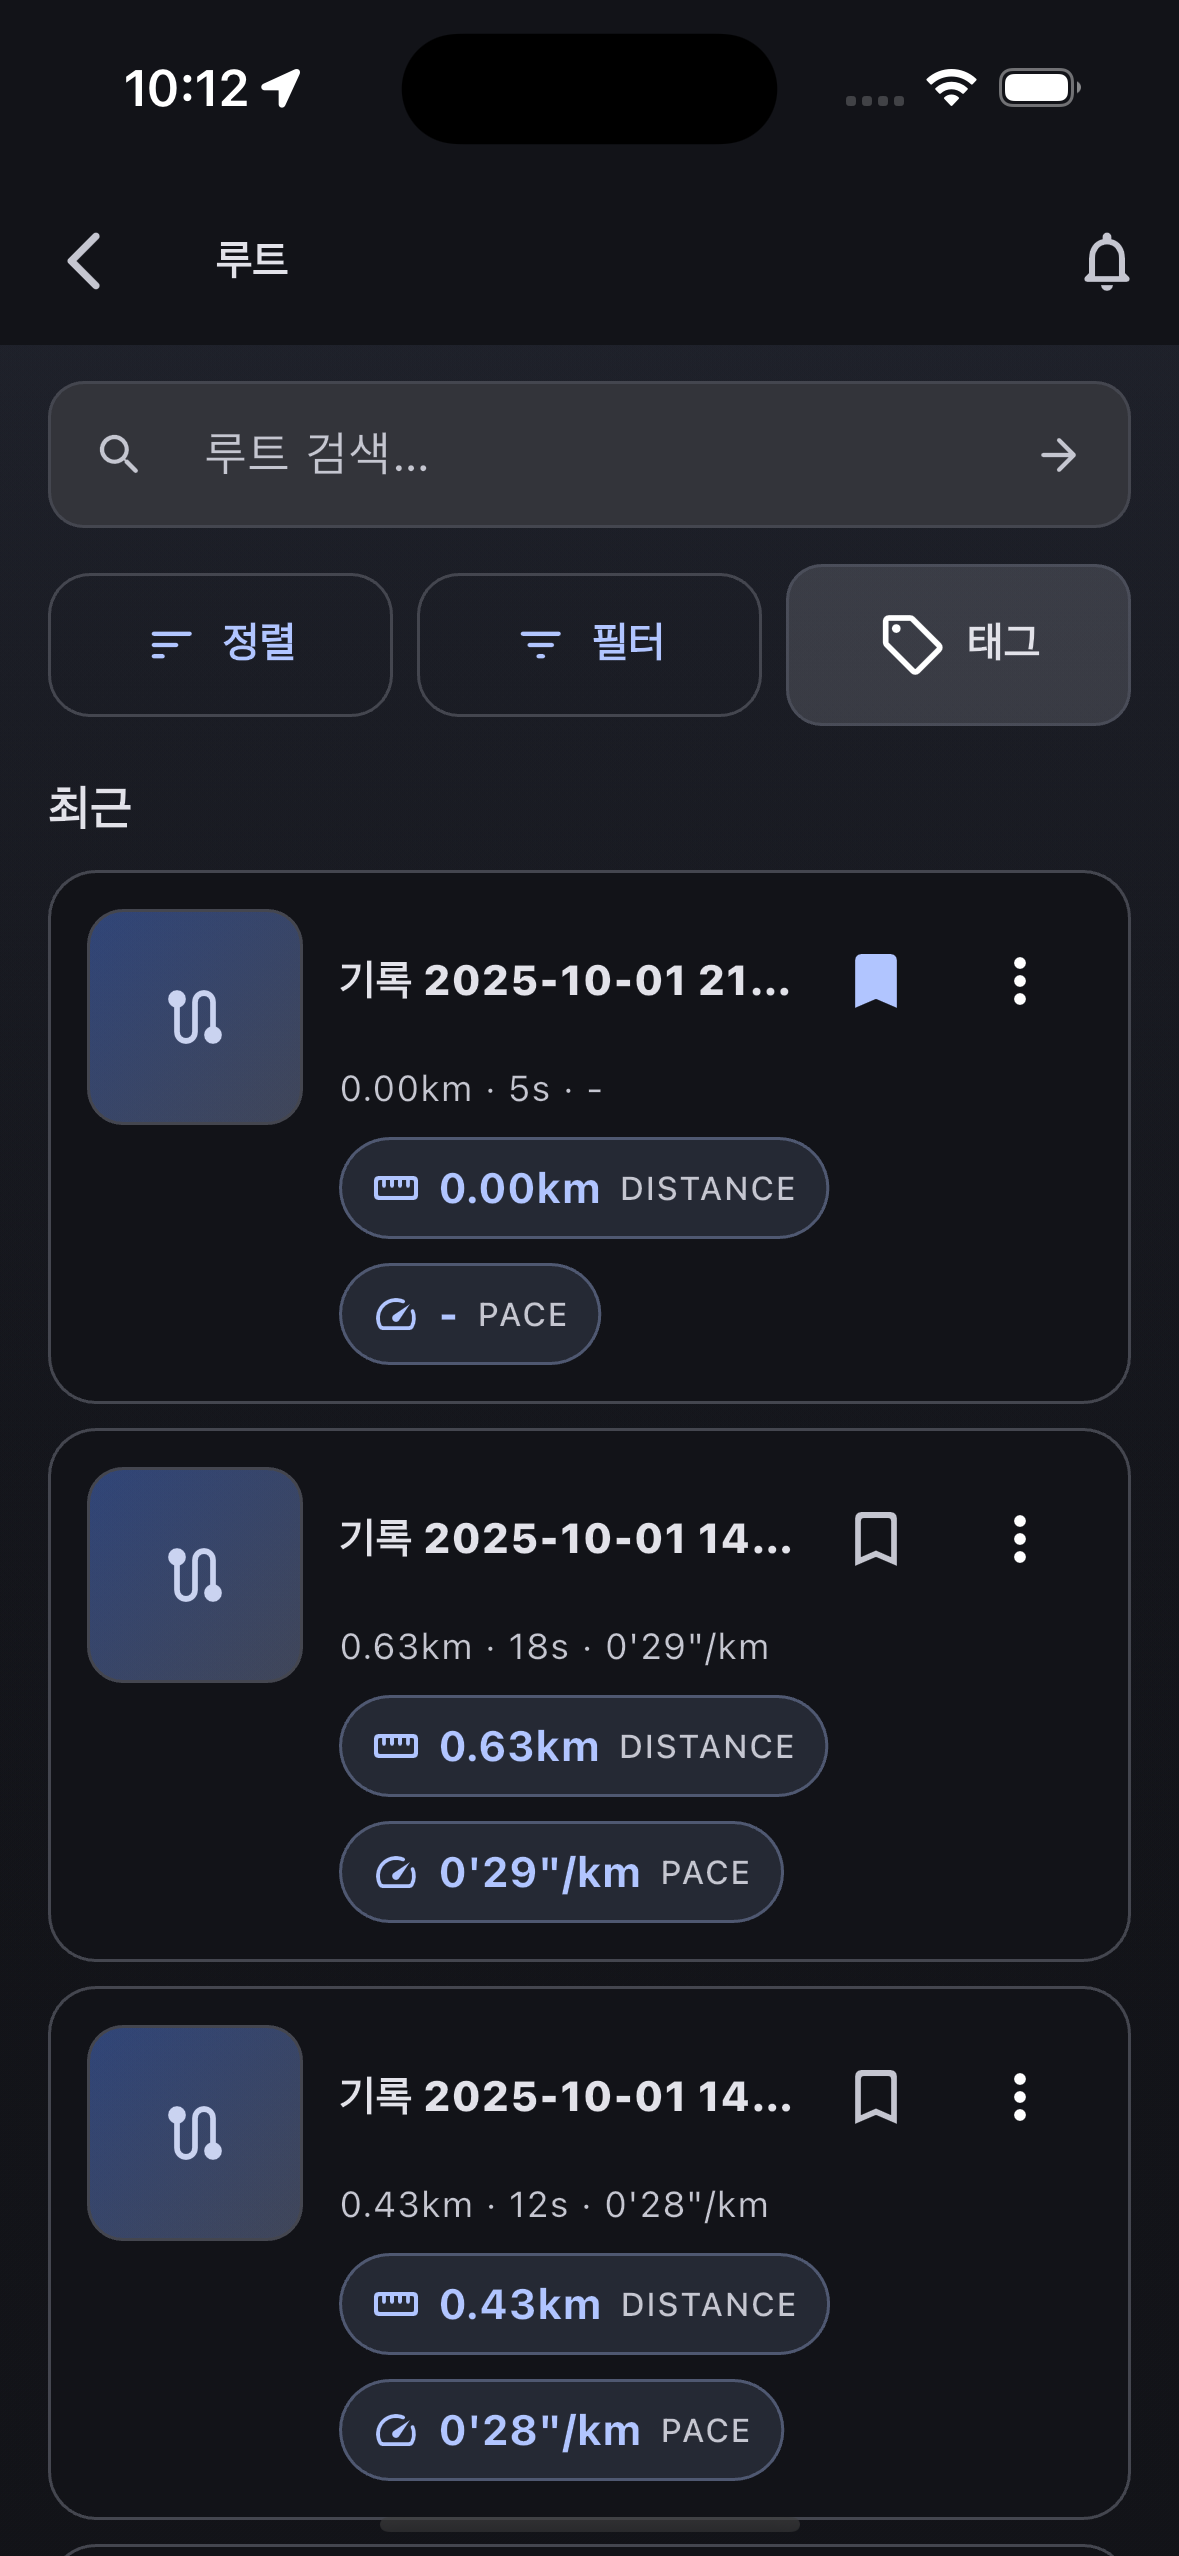 10:12
루트
루트 검색...
정렬 필터 태그
최근
기록 2025-10-01 21...
0.00km · 5s · -
0.00km DISTANCE
- PACE
기록 2025-10-01 14...
0.63km · 18s · 0'29"/km
0.63km DISTANCE
0'29"/km PACE
기록 2025-10-01 14...
0.43km · 12s · 0'28"/km
0.43km DISTANCE
0'28"/km PACE